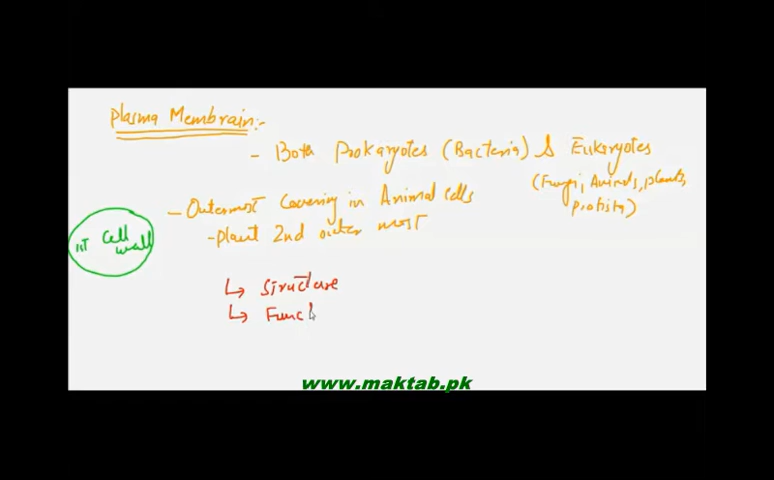 Plasma Membrain:-
- Both Prokaryotes (Bacteria) & Eukaryotes
(Fungi, Animals, plants,
protista)
- Outermost Covering in Animal Cells
- Plant 2nd outer most
1st Cell
wall
↳ Structure
↳ Funct
www.maktab.pk